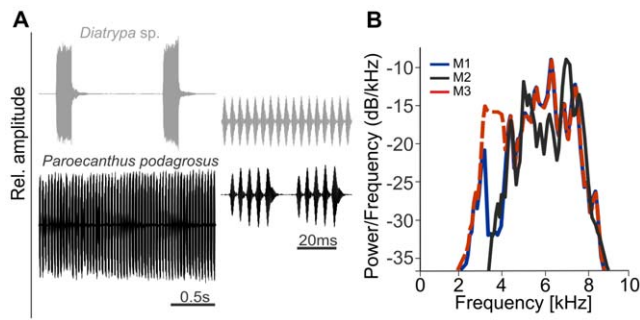 A
Diatrypa sp.
Rel. amplitude
Paroecanthus podagrosus
20ms
0.5s
B
M1
M2
M3
Power/Frequency (dB/kHz)
-10
-15
-20
-25
-30
-35
0 2 4 6 8 10
Frequency [kHz]